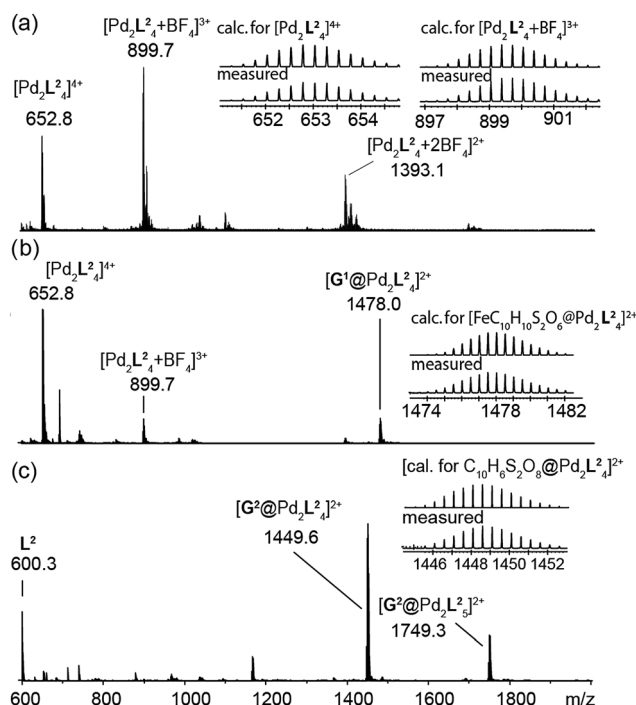 (a)
[Pd₂L²₄+BF₄]³⁺
899.7
[Pd₂L²₄]⁴⁺
652.8
calc. for [Pd₂L²₄]⁴⁺
measured
652 653 654
calc. for [Pd₂L²₄+BF₄]³⁺
measured
897 899 901
[Pd₂L²₄+2BF₄]²⁺
1393.1
(b)
[Pd₂L²₄]⁴⁺
652.8
[Pd₂L²₄+BF₄]³⁺
899.7
[G¹@Pd₂L²₄]²⁺
1478.0
calc. for [FeC₁₀H₁₀S₂O₆@Pd₂L²₄]²⁺
measured
1474 1478 1482
(c)
L²
600.3
[G²@Pd₂L²₄]²⁺
1449.6
[cal. for C₁₀H₆S₂O₈@Pd₂L²₄]²⁺
measured
1446 1448 1450 1452
[G²@Pd₂L²₅]²⁺
1749.3
600 800 1000 1200 1400 1600 1800 m/z